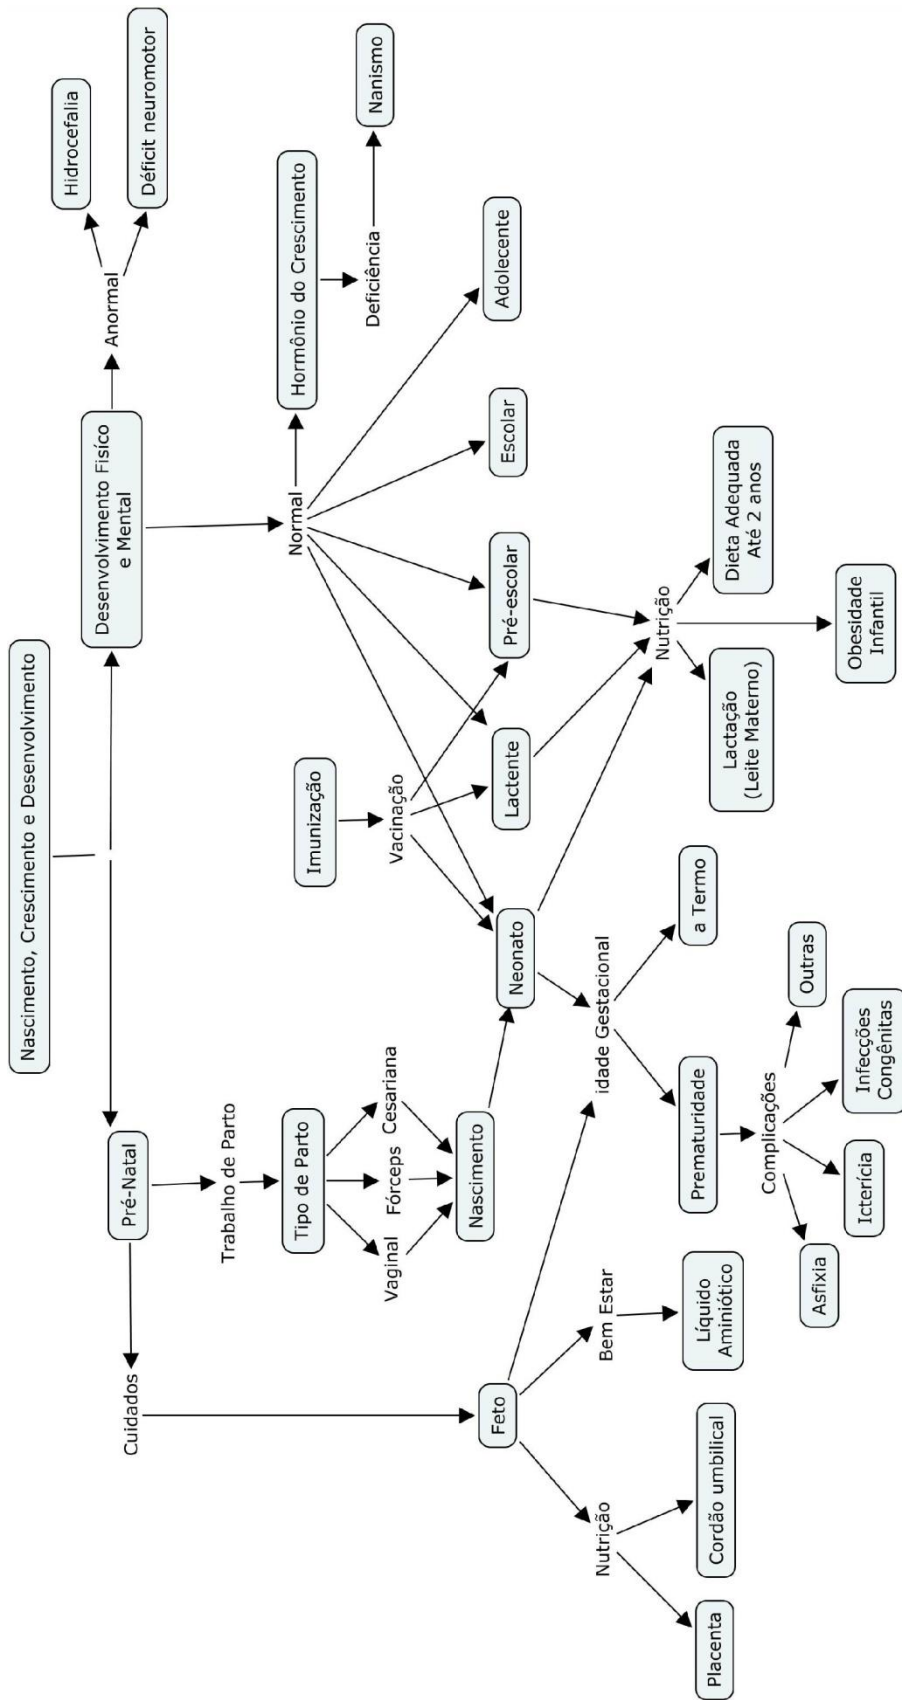 Nascimento, Crescimento e Desenvolvimento
Pré-Natal
Desenvolvimento Fisíco
e Mental
Cuidados
Trabalho de Parto
Anormal
Hidrocefalia
Déficit neuromotor
Tipo de Parto
Imunização
Normal
Hormônio do Crescimento
Vaginal
Fórceps
Cesariana
Vacinação
Deficiência
Nanismo
Feto
Nascimento
Neonato
Lactente
Pré-escolar
Escolar
Adolecente
Nutrição
Bem Estar
idade Gestacional
Nutrição
Placenta
Cordão umbilical
Líquido
Aminiótico
Prematuridade
a Termo
Lactação
(Leite Materno)
Dieta Adequada
Até 2 anos
Complicações
Obesidade
Infantil
Asfixia
Icterícia
Infecções
Congênitas
Outras